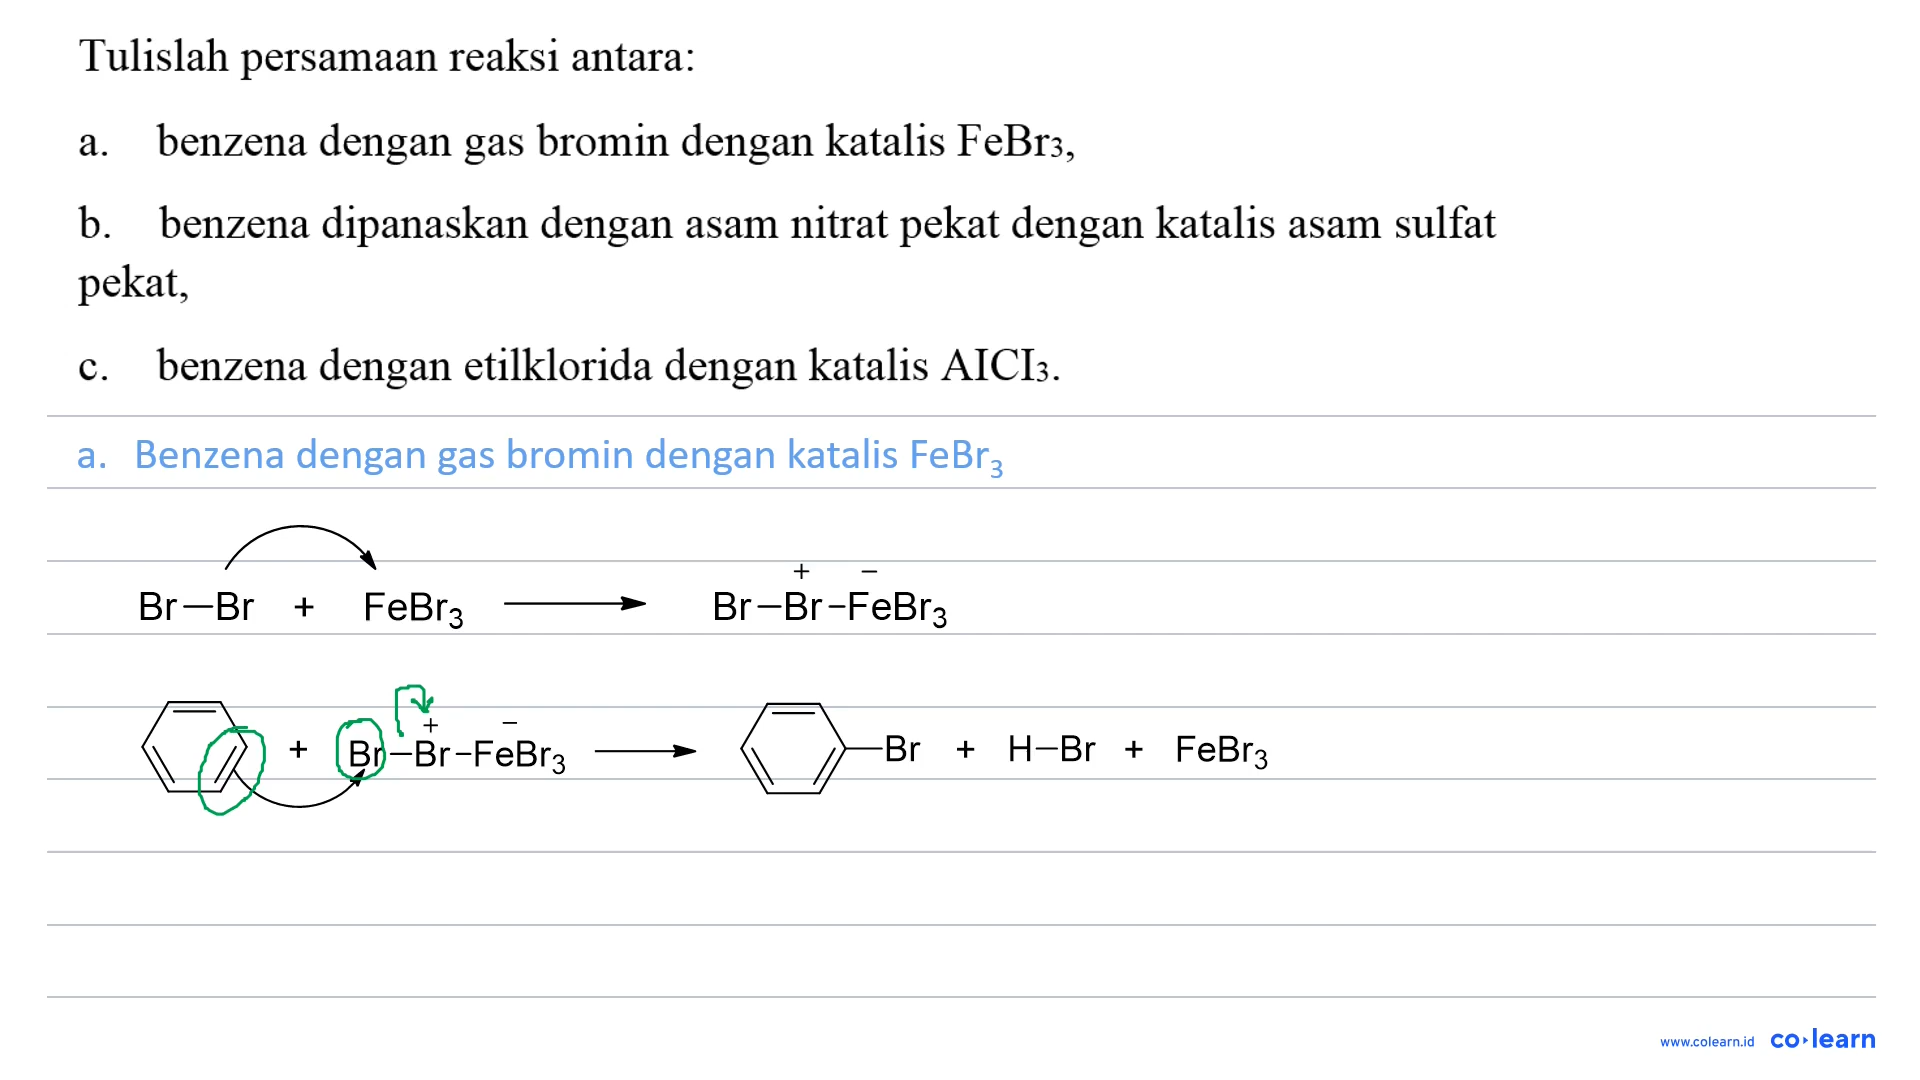 Tulislah persamaan reaksi antara:
a. benzena dengan gas bromin dengan katalis FeBr₃,
b. benzena dipanaskan dengan asam nitrat pekat dengan katalis asam sulfat
pekat,
c. benzena dengan etilklorida dengan katalis AICI₃.
a. Benzena dengan gas bromin dengan katalis FeBr₃
+ −
Br—Br + FeBr₃ Br—Br–FeBr₃
+ −
+ Br—Br–FeBr₃ Br + H—Br + FeBr₃
www.colearn.id co‣learn